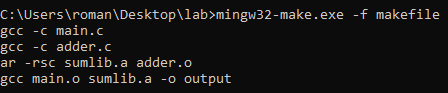 C:\Users\roman\Desktop\lab>mingw32-make.exe -f makefile
gcc -c main.c
gcc -c adder.c
ar -rsc sumlib.a adder.o
gcc main.o sumlib.a -o output